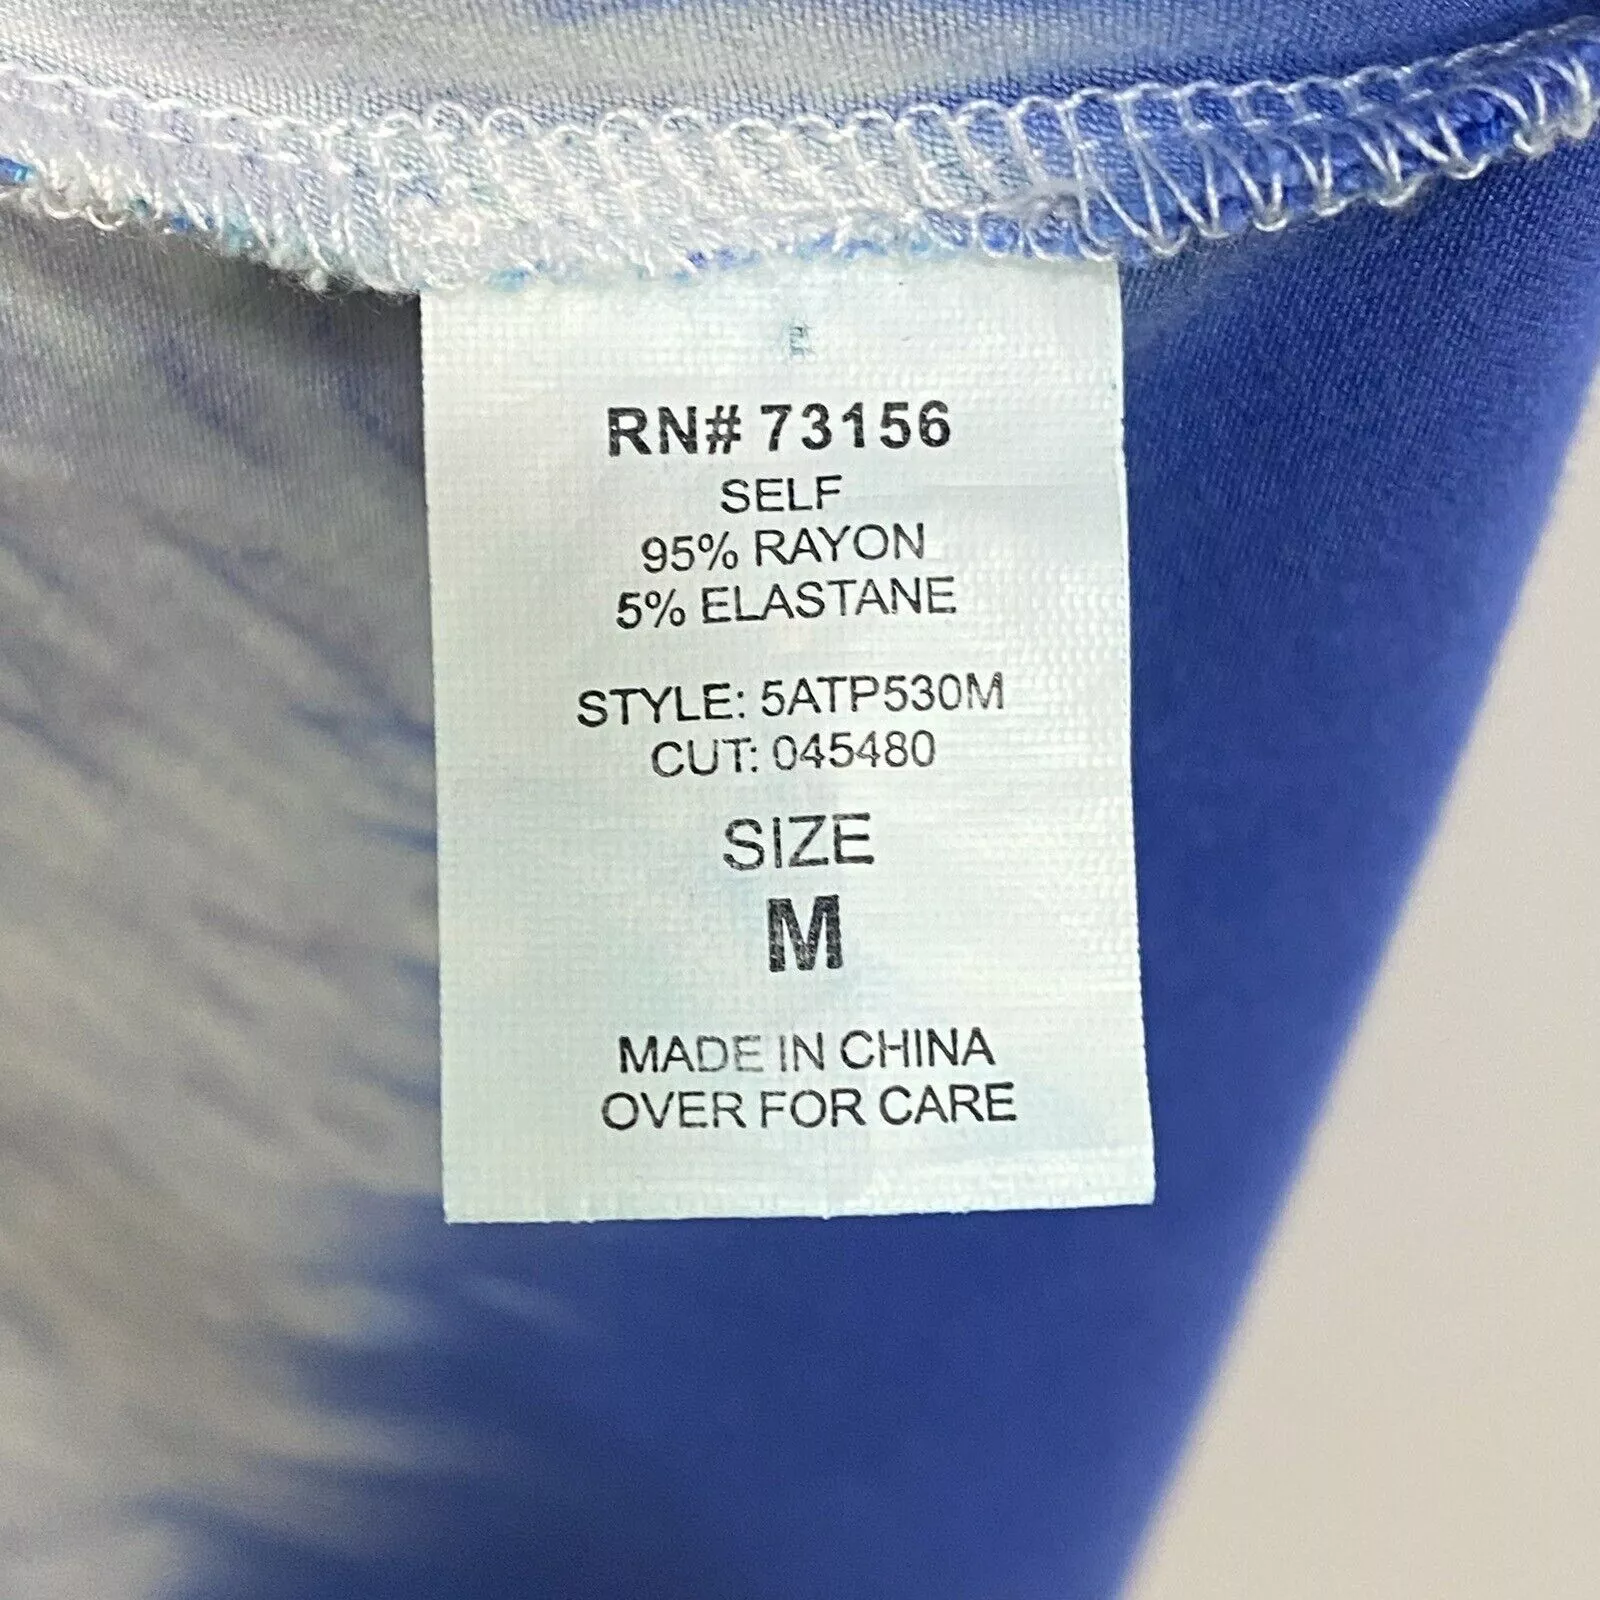 RN# 73156
SELF
95% RAYON
5% ELASTANE
STYLE: 5ATP530M
CUT: 045480
SIZE
M
MADE IN CHINA
OVER FOR CARE